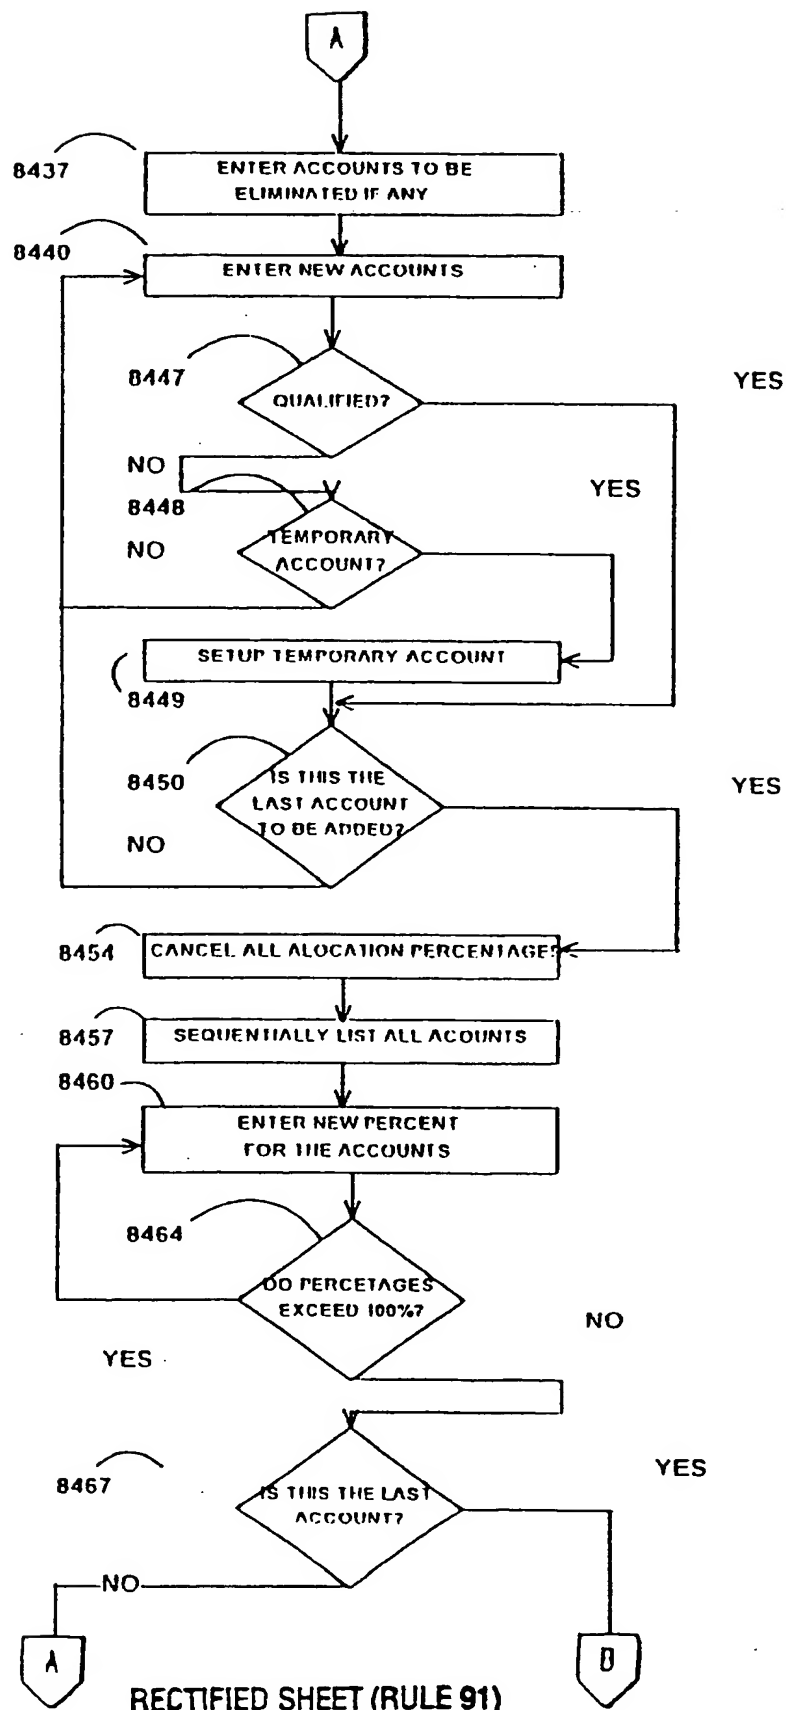 A
8437
ENTER ACCOUNTS TO BE
ELIMINATED IF ANY
8440
ENTER NEW ACCOUNTS
8447
QUALIFIED?
YES
NO
YES
8448
TEMPORARY
ACCOUNT?
NO
SETUP TEMPORARY ACCOUNT
8449
8450
IS THIS THE
LAST ACCOUNT
TO BE ADDED?
YES
NO
8454
CANCEL ALL ALOCATION PERCENTAGES
8457
SEQUENTIALLY LIST ALL ACOUNTS
8460
ENTER NEW PERCENT
FOR THE ACCOUNTS
8464
DO PERCETAGES
EXCEED 100%?
NO
YES
8467
IS THIS THE LAST
ACCOUNT?
YES
NO
A
D
RECTIFIED SHEET (RULE 91)